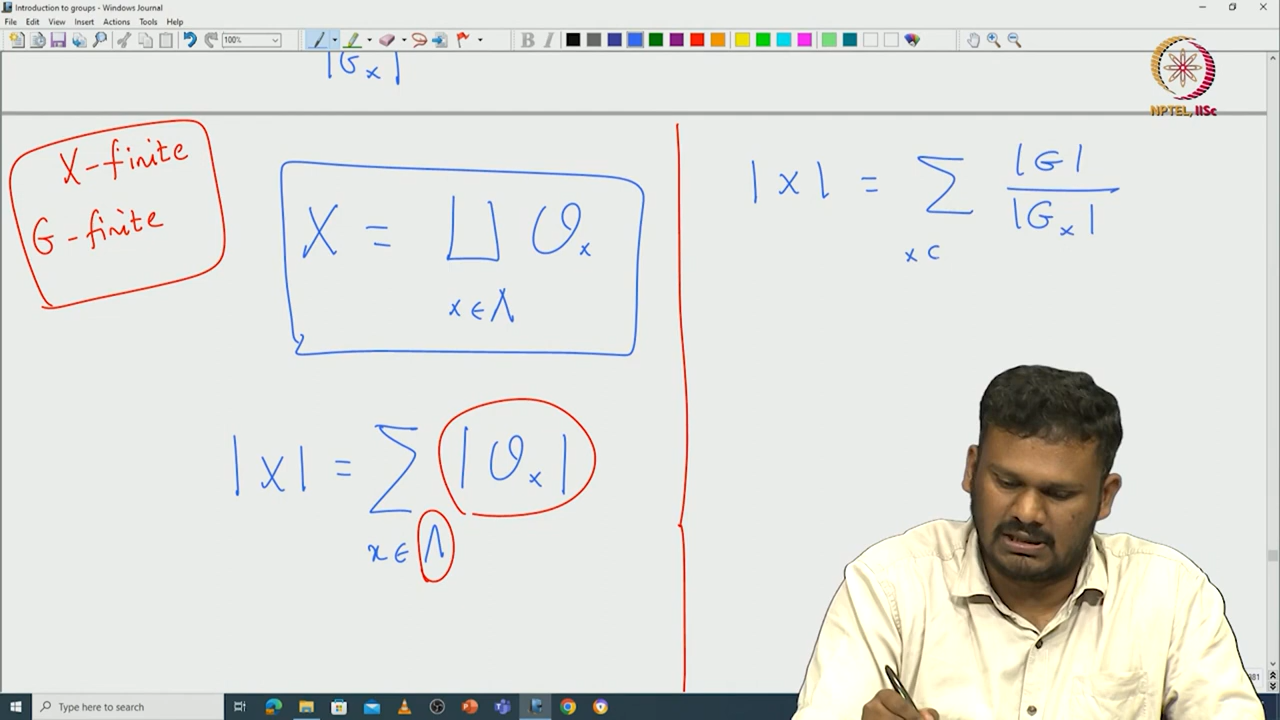 Introduction to groups - Windows Journal
File Edit View Insert Actions Tools Help
100%
B I
|G_x|
NPTEL, IISc
X-finite
G-finite
X = ⨆ O_x
x ∈ Λ
|X| = ∑ |O_x|
x ∈ Λ
|X| = ∑ |G| / |G_x|
x ∈
Type here to search